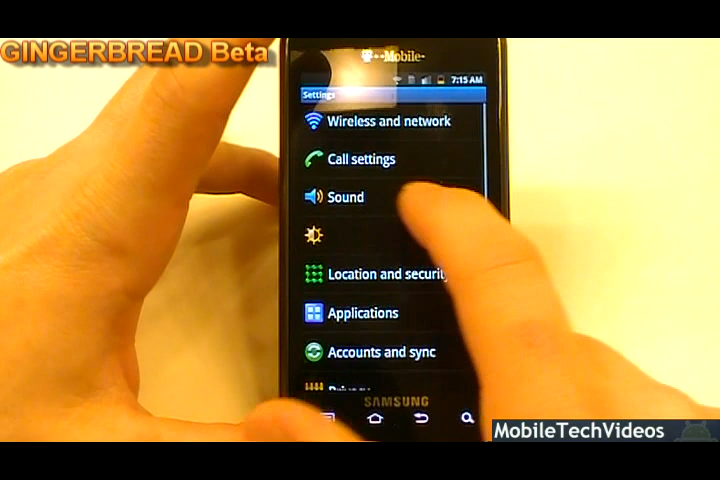 GINGERBREAD Beta
T-Mobile-
7:15 AM
Settings
Wireless and network
Call settings
Sound
Location and security
Applications
Accounts and sync
SAMSUNG
MobileTechVideos